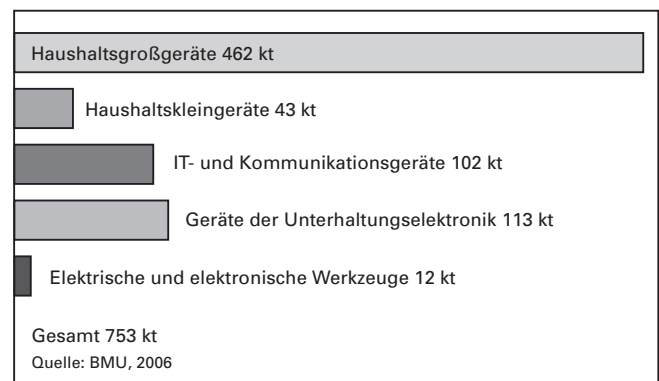 Haushaltsgroßgeräte 462 kt
Haushaltskleingeräte 43 kt
IT- und Kommunikationsgeräte 102 kt
Geräte der Unterhaltungselektronik 113 kt
Elektrische und elektronische Werkzeuge 12 kt
Gesamt 753 kt
Quelle: BMU, 2006